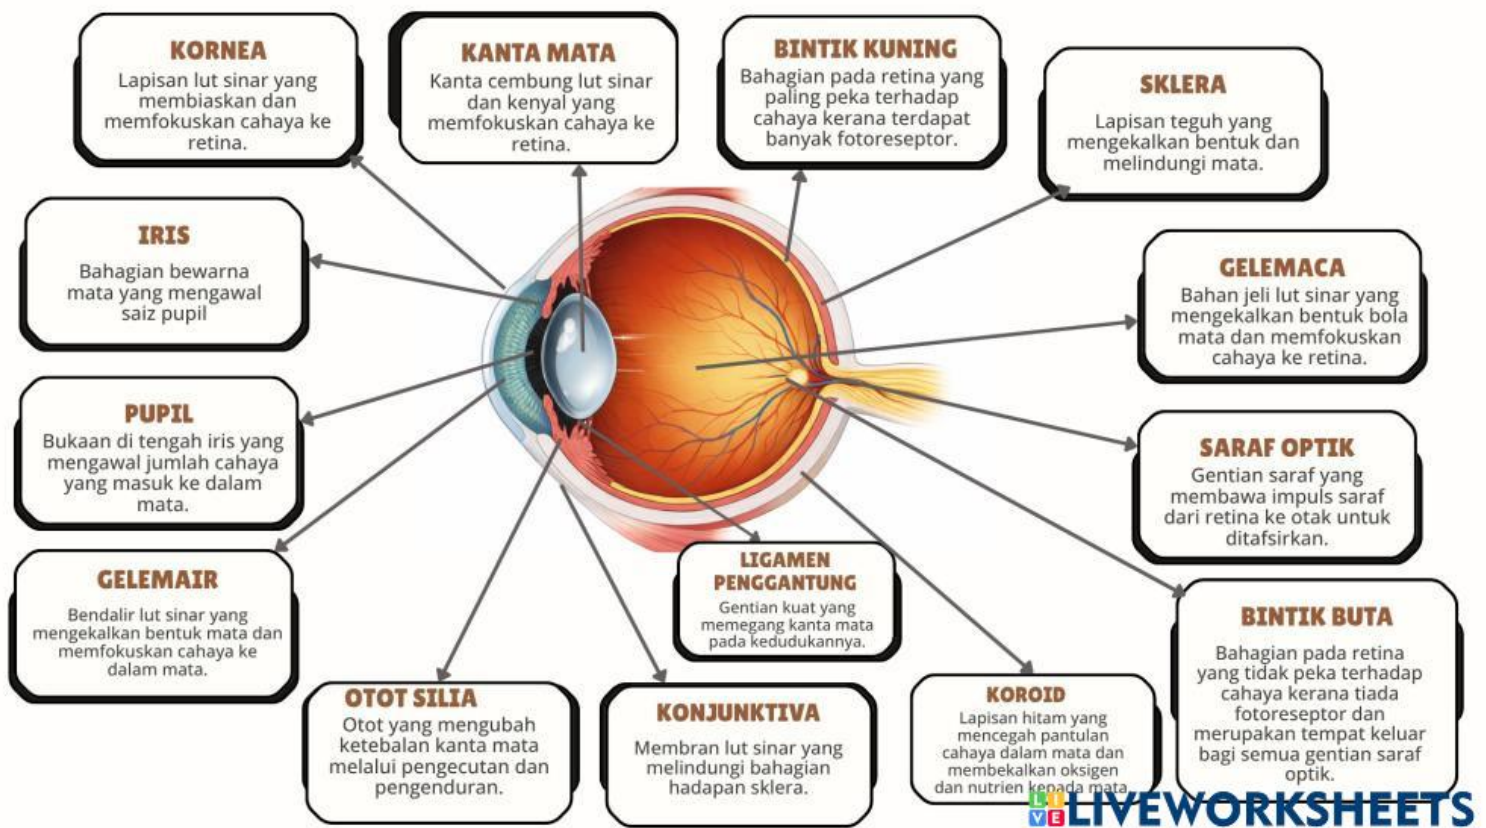 KORNEA
Lapisan lut sinar yang
membiaskan dan
memfokuskan cahaya ke
retina.
KANTA MATA
Kanta cembung lut sinar
dan kenyal yang
memfokuskan cahaya ke
retina.
BINTIK KUNING
Bahagian pada retina yang
paling peka terhadap
cahaya kerana terdapat
banyak fotoreseptor.
SKLERA
Lapisan teguh yang
mengekalkan bentuk dan
melindungi mata.
IRIS
Bahagian bewarna
mata yang mengawal
saiz pupil
GELEMACA
Bahan jeli lut sinar yang
mengekalkan bentuk bola
mata dan memfokuskan
cahaya ke retina.
PUPIL
Bukaan di tengah iris yang
mengawal jumlah cahaya
yang masuk ke dalam
mata.
SARAF OPTIK
Gentian saraf yang
membawa impuls saraf
dari retina ke otak untuk
ditafsirkan.
GELEMAIR
Bendalir lut sinar yang
mengekalkan bentuk mata dan
memfokuskan cahaya ke
dalam mata.
LIGAMEN
PENGGANTUNG
Gentian kuat yang
memegang kanta mata
pada kedudukannya.
BINTIK BUTA
Bahagian pada retina
yang tidak peka terhadap
cahaya kerana tiada
fotoreseptor dan
merupakan tempat keluar
bagi semua gentian saraf
optik.
OTOT SILIA
Otot yang mengubah
ketebalan kanta mata
melalui pengecutan dan
pengenduran.
KONJUNKTIVA
Membran lut sinar yang
melindungi bahagian
hadapan sklera.
KOROID
Lapisan hitam yang
mencegah pantulan
cahaya dalam mata dan
membekalkan oksigen
dan nutrien kepada mata.
LIVE LIVEWORKSHEETS